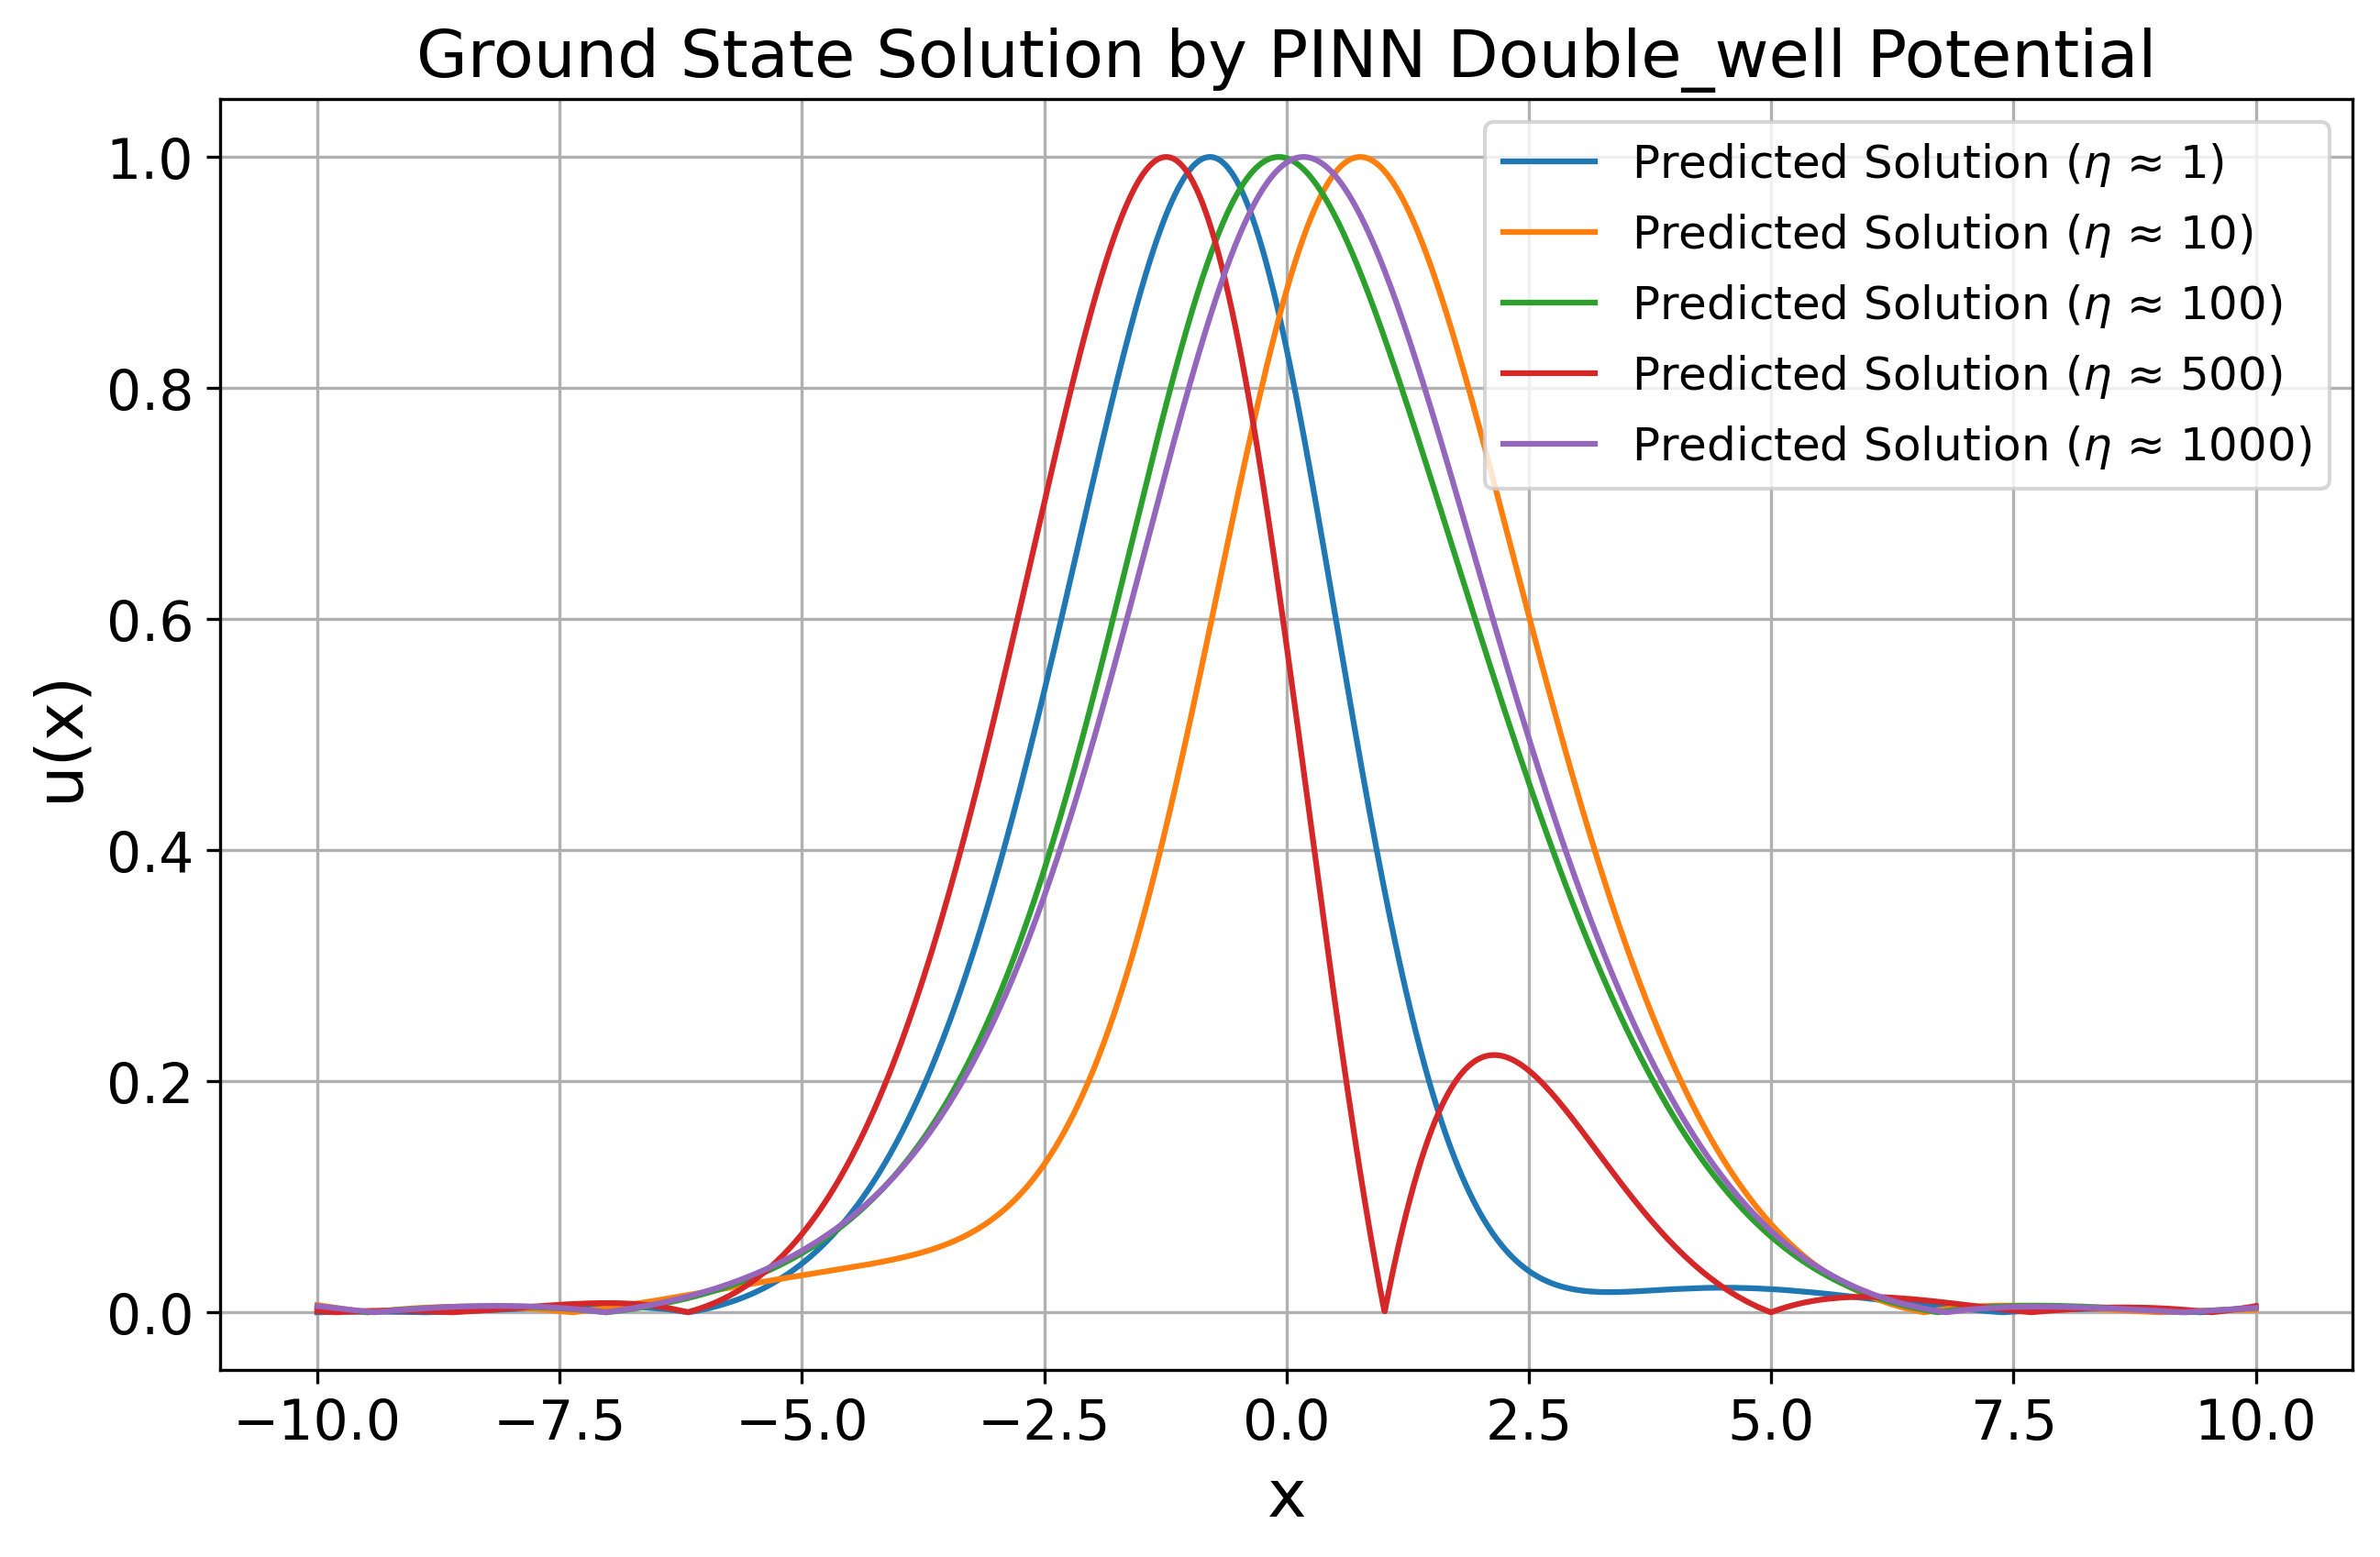 Ground State Solution by PINN Double_well Potential
Predicted Solution (η ≈ 1)
Predicted Solution (η ≈ 10)
Predicted Solution (η ≈ 100)
Predicted Solution (η ≈ 500)
Predicted Solution (η ≈ 1000)
u(x)
1.0
0.8
0.6
0.4
0.2
0.0
−10.0 −7.5 −5.0 −2.5 0.0 2.5 5.0 7.5 10.0
x